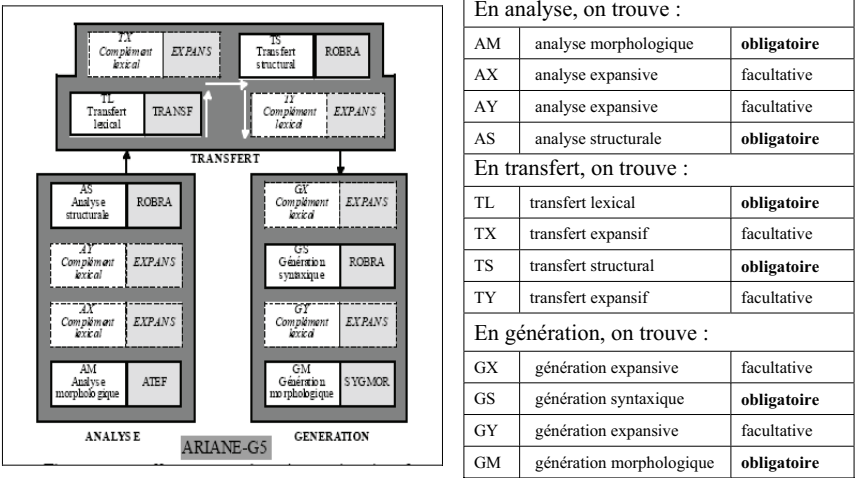 TX
Complément
lexical
EXPANS
TS
Transfert
structural
ROBRA
TL
Transfert
lexical
TRANSF
TY
Complément
lexical
EXPANS
TRANSFERT
AS
Analyse
structurale
ROBRA
AY
Complément
lexical
EXPANS
AX
Complément
lexical
EXPANS
AM
Analyse
morphologique
ATEF
ANALYSE
GX
Complément
lexical
EXPANS
GS
Génération
syntaxique
ROBRA
GY
Complément
lexical
EXPANS
GM
Génération
morphologique
SYGMOR
GENERATION
ARIANE-G5
En analyse, on trouve :
AM analyse morphologique obligatoire
AX analyse expansive facultative
AY analyse expansive facultative
AS analyse structurale obligatoire
En transfert, on trouve :
TL transfert lexical obligatoire
TX transfert expansif facultative
TS transfert structural obligatoire
TY transfert expansif facultative
En génération, on trouve :
GX génération expansive facultative
GS génération syntaxique obligatoire
GY génération expansive facultative
GM génération morphologique obligatoire